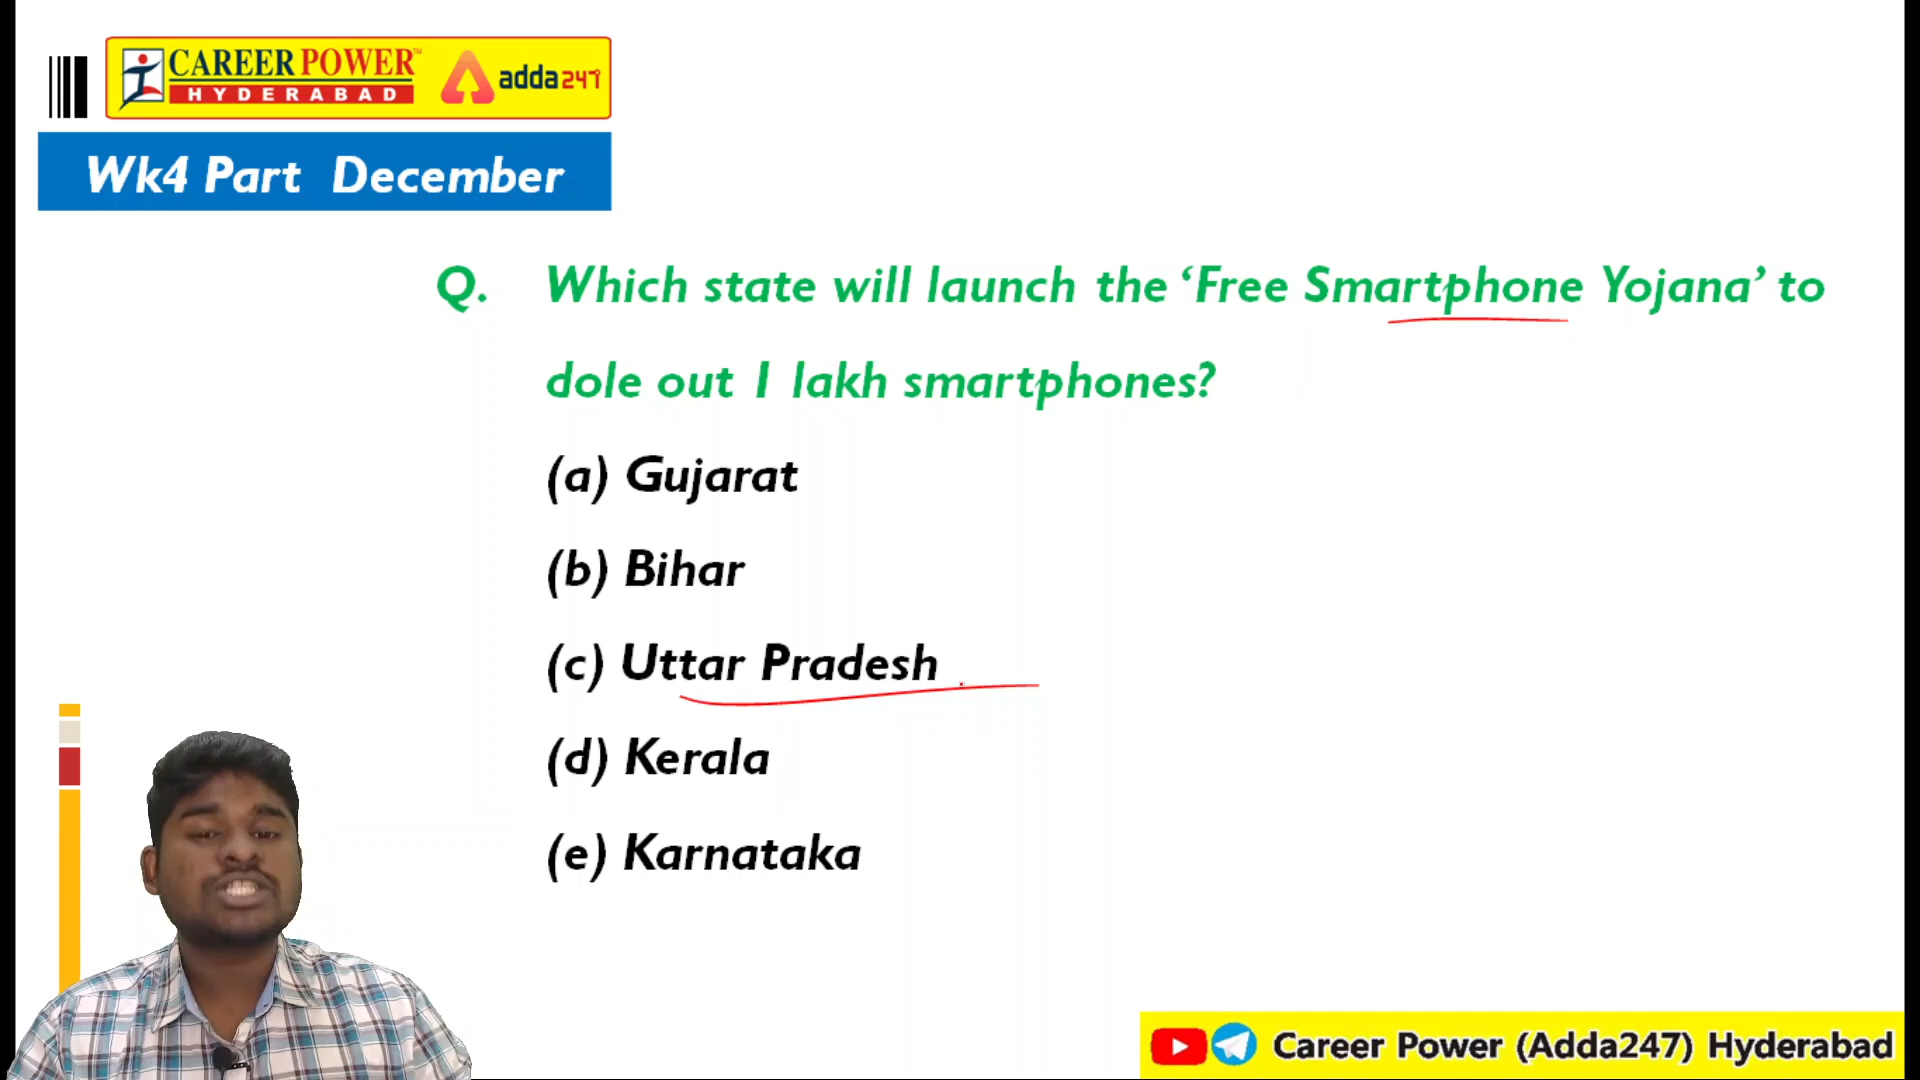 CAREER POWER
HYDERABAD
adda247
Wk4 Part December
Q. Which state will launch the ‘Free Smartphone Yojana’ to
dole out 1 lakh smartphones?
(a) Gujarat
(b) Bihar
(c) Uttar Pradesh
(d) Kerala
(e) Karnataka
Career Power (Adda247) Hyderabad